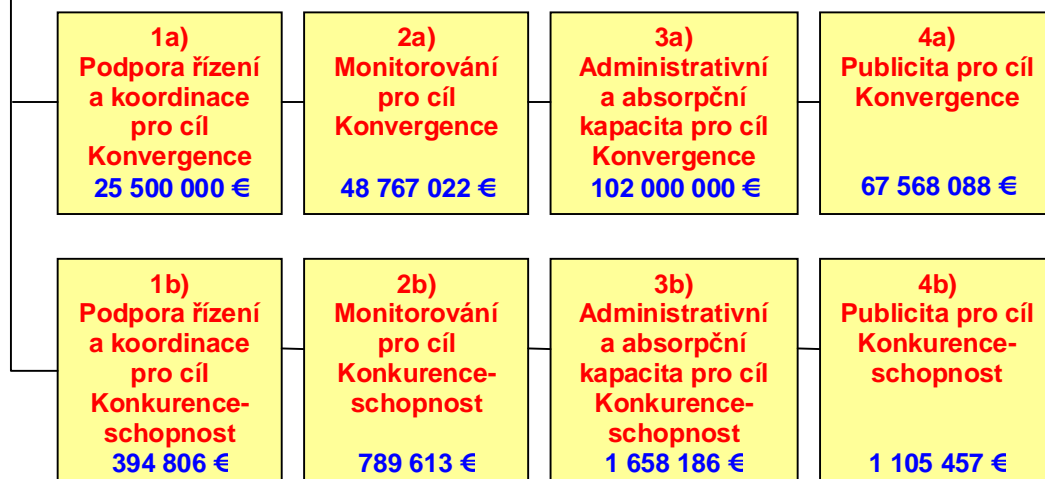 1a)
Podpora řízení
a koordinace
pro cíl
Konvergence
25 500 000 €
2a)
Monitorování
pro cíl
Konvergence
48 767 022 €
3a)
Administrativní
a absorpční
kapacita pro cíl
Konvergence
102 000 000 €
4a)
Publicita pro cíl
Konvergence
67 568 088 €
1b)
Podpora řízení
a koordinace
pro cíl
Konkurence-
schopnost
394 806 €
2b)
Monitorování
pro cíl
Konkurence-
schopnost
789 613 €
3b)
Administrativní
a absorpční
kapacita pro cíl
Konkurence-
schopnost
1 658 186 €
4b)
Publicita pro cíl
Konkurence-
schopnost
1 105 457 €